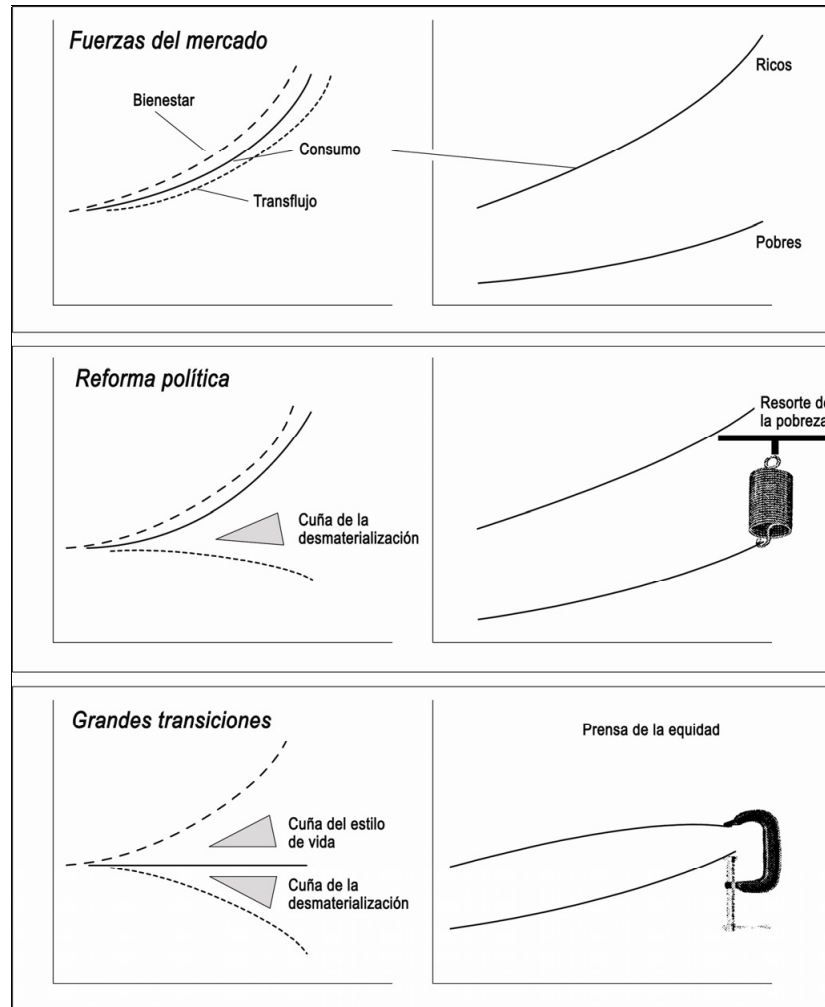 Fuerzas del mercado
Bienestar
Consumo
Transflujo
Ricos
Pobres
Reforma política
Cuña de la
desmaterialización
Resorte de
la pobreza
Grandes transiciones
Cuña del estilo
de vida
Cuña de la
desmaterialización
Prensa de la equidad